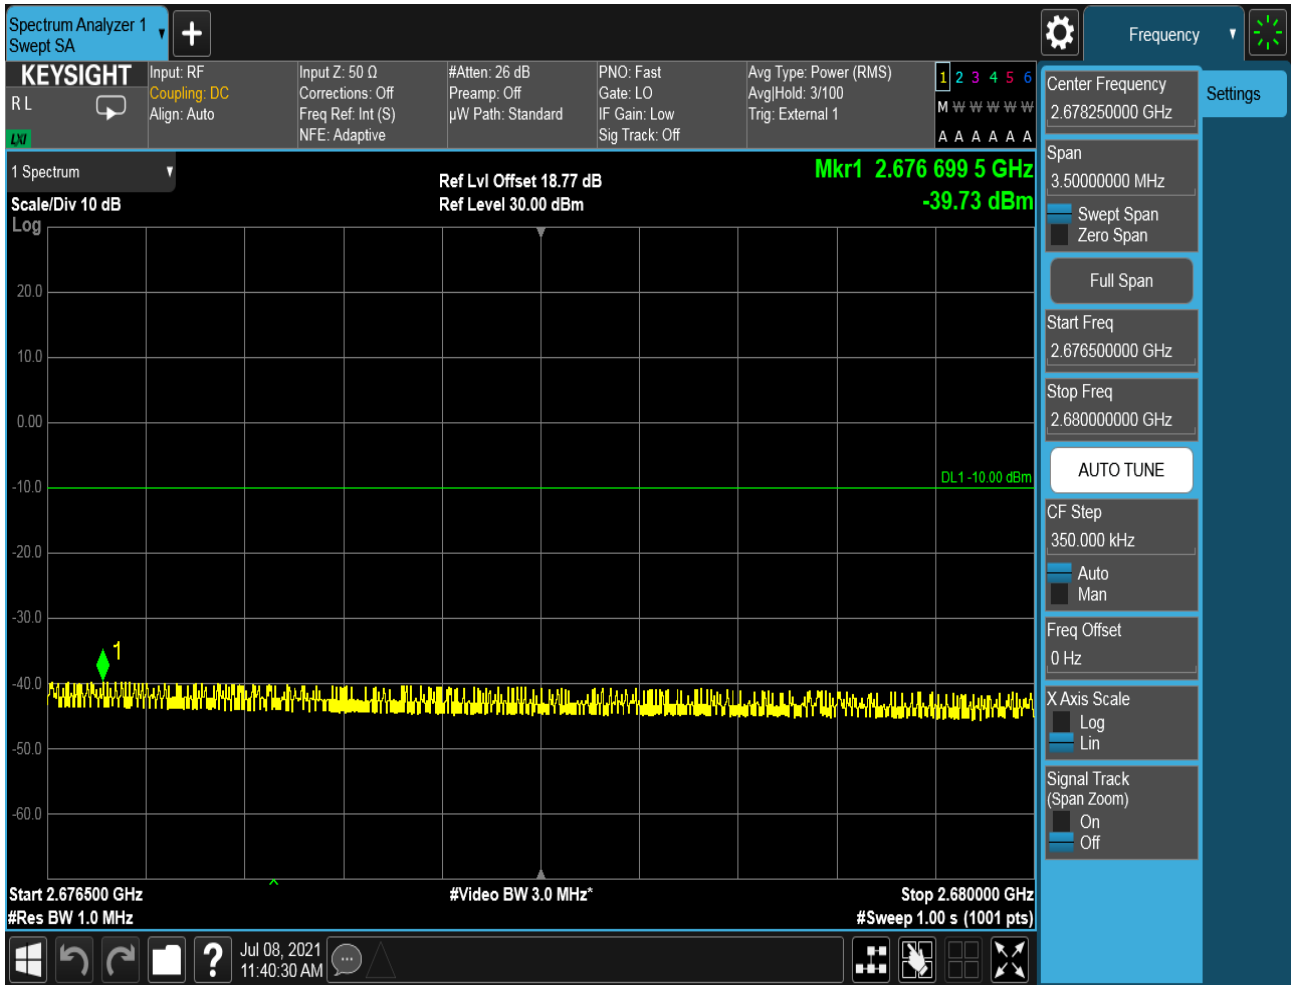 Spectrum Analyzer 1
Swept SA
+
Frequency
KEYSIGHT
R L
LXI
Input: RF
Coupling: DC
Align: Auto
Input Z: 50 Ω
Corrections: Off
Freq Ref: Int (S)
NFE: Adaptive
#Atten: 26 dB
Preamp: Off
µW Path: Standard
PNO: Fast
Gate: LO
IF Gain: Low
Sig Track: Off
Avg Type: Power (RMS)
Avg|Hold: 3/100
Trig: External 1
1 2 3 4 5 6
M W W W W W
A A A A A A
1 Spectrum
Scale/Div 10 dB
Log
Ref Lvl Offset 18.77 dB
Ref Level 30.00 dBm
Mkr1 2.676 699 5 GHz
-39.73 dBm
20.0
10.0
0.00
-10.0
-20.0
-30.0
-40.0
-50.0
-60.0
DL1 -10.00 dBm
1
Start 2.676500 GHz
#Res BW 1.0 MHz
#Video BW 3.0 MHz*
Stop 2.680000 GHz
#Sweep 1.00 s (1001 pts)
Center Frequency
2.678250000 GHz
Span
3.50000000 MHz
Swept Span
Zero Span
Full Span
Start Freq
2.676500000 GHz
Stop Freq
2.680000000 GHz
AUTO TUNE
CF Step
350.000 kHz
Auto
Man
Freq Offset
0 Hz
X Axis Scale
Log
Lin
Signal Track
(Span Zoom)
On
Off
Settings
?
Jul 08, 2021
11:40:30 AM